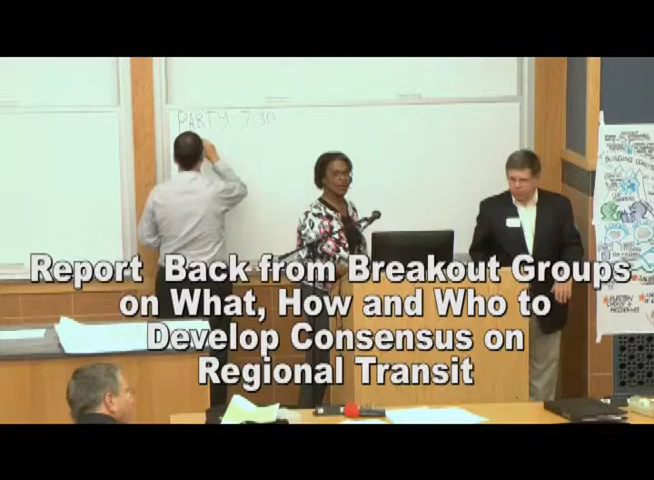 PARTY 7:30
BUILDING
Report Back from Breakout Groups
on What, How and Who to
Develop Consensus on
Regional Transit